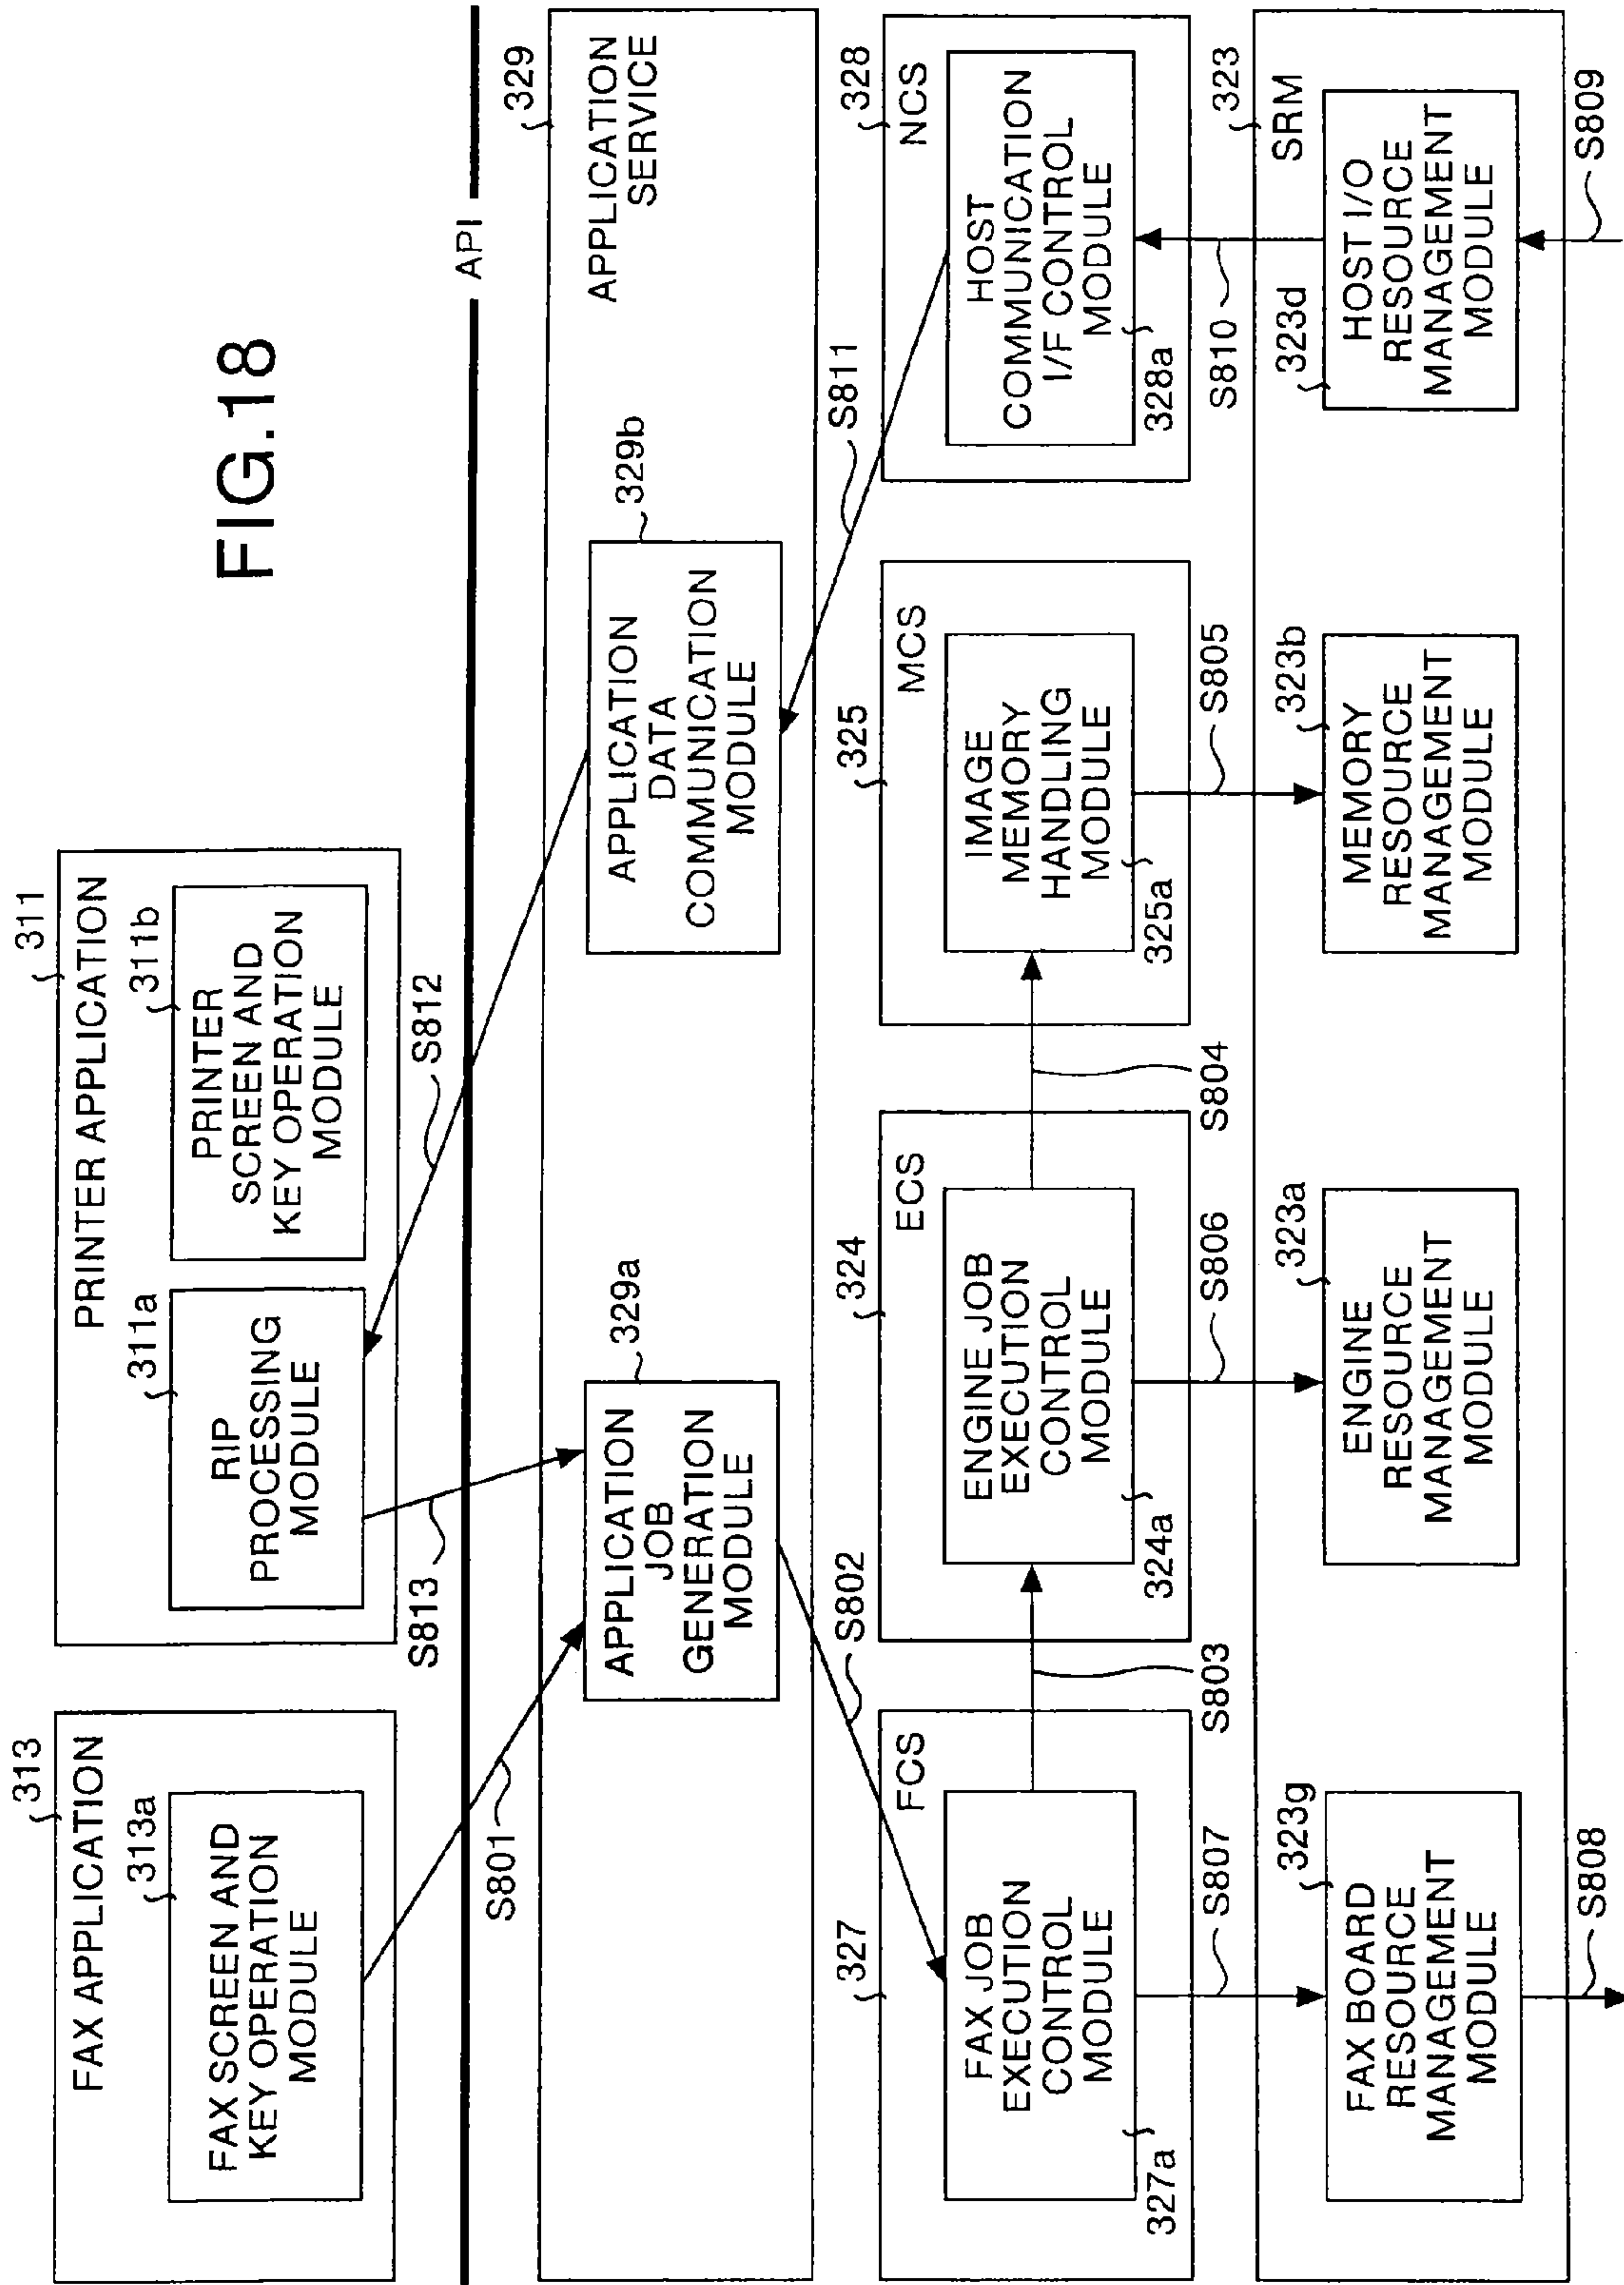 FIG.18
313
FAX APPLICATION
313a
FAX SCREEN AND
KEY OPERATION
MODULE
311
PRINTER APPLICATION
311a
RIP
PROCESSING
MODULE
311b
PRINTER
SCREEN AND
KEY OPERATION
MODULE
S801
S813
S812
API
329
APPLICATION
SERVICE
329a
APPLICATION
JOB
GENERATION
MODULE
329b
APPLICATION
DATA
COMMUNICATION
MODULE
S802
S811
327
FCS
FAX JOB
EXECUTION
CONTROL
MODULE
327a
S803
324
ECS
ENGINE JOB
EXECUTION
CONTROL
MODULE
324a
S804
325
MCS
IMAGE
MEMORY
HANDLING
MODULE
325a
328
NCS
HOST
COMMUNICATION
I/F CONTROL
MODULE
328a
S807
S806
S805
S810
323
SRM
323g
FAX BOARD
RESOURCE
MANAGEMENT
MODULE
323a
ENGINE
RESOURCE
MANAGEMENT
MODULE
323b
MEMORY
RESOURCE
MANAGEMENT
MODULE
323d
HOST I/O
RESOURCE
MANAGEMENT
MODULE
S808
S809